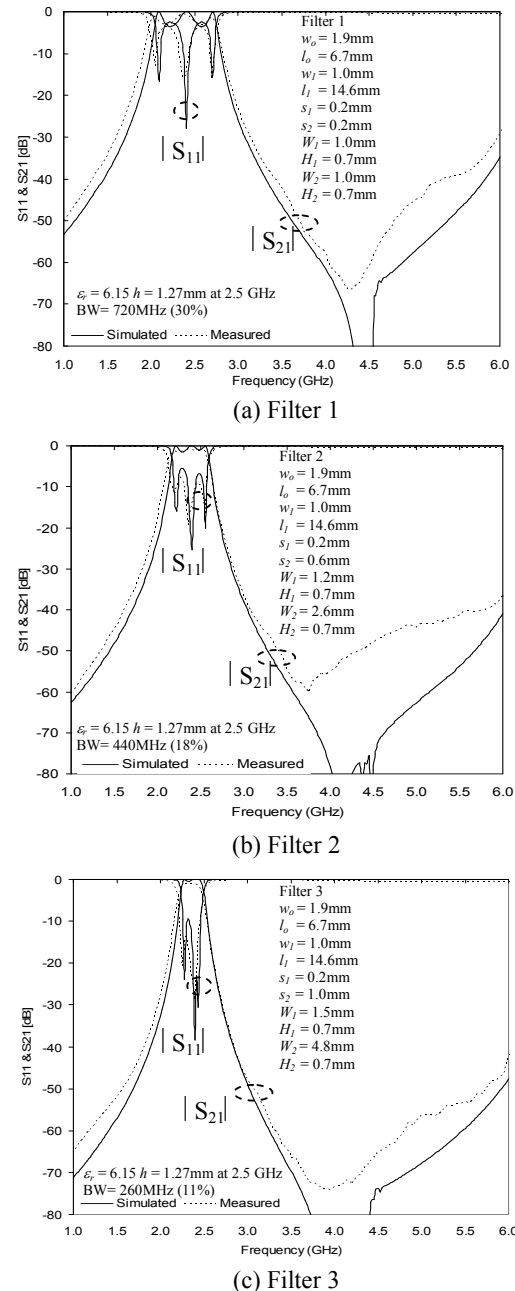 0
-10
-20
-30
-40
-50
-60
-70
-80
S11 & S21 [dB]
Filter 1
wo = 1.9mm
lo = 6.7mm
w1 = 1.0mm
l1 = 14.6mm
s1 = 0.2mm
s2 = 0.2mm
W1 = 1.0mm
H1 = 0.7mm
W2 = 1.0mm
H2 = 0.7mm
| S11|
| S21|
εr = 6.15 h = 1.27mm at 2.5 GHz
BW= 720MHz (30%)
Simulated Measured
1.0 1.5 2.0 2.5 3.0 3.5 4.0 4.5 5.0 5.5 6.0
Frequency (GHz)
(a) Filter 1
0
-10
-20
-30
-40
-50
-60
-70
-80
S11 & S21 [dB]
Filter 2
wo = 1.9mm
lo = 6.7mm
w1 = 1.0mm
l1 = 14.6mm
s1 = 0.2mm
s2 = 0.6mm
W1 = 1.2mm
H1 = 0.7mm
W2 = 2.6mm
H2 = 0.7mm
| S11|
| S21|
εr = 6.15 h = 1.27mm at 2.5 GHz
BW= 440MHz (18%)
Simulated Measured
1.0 1.5 2.0 2.5 3.0 3.5 4.0 4.5 5.0 5.5 6.0
Frequency (GHz)
(b) Filter 2
0
-10
-20
-30
-40
-50
-60
-70
-80
S11 & S21 [dB]
Filter 3
wo = 1.9mm
lo = 6.7mm
w1 = 1.0mm
l1 = 14.6mm
s1 = 0.2mm
s2 = 1.0mm
W1 = 1.5mm
H1 = 0.7mm
W2 = 4.8mm
H2 = 0.7mm
| S11|
| S21|
εr = 6.15 h = 1.27mm at 2.5 GHz
BW= 260MHz (11%)
Simulated Measured
1.0 1.5 2.0 2.5 3.0 3.5 4.0 4.5 5.0 5.5 6.0
Frequency (GHz)
(c) Filter 3